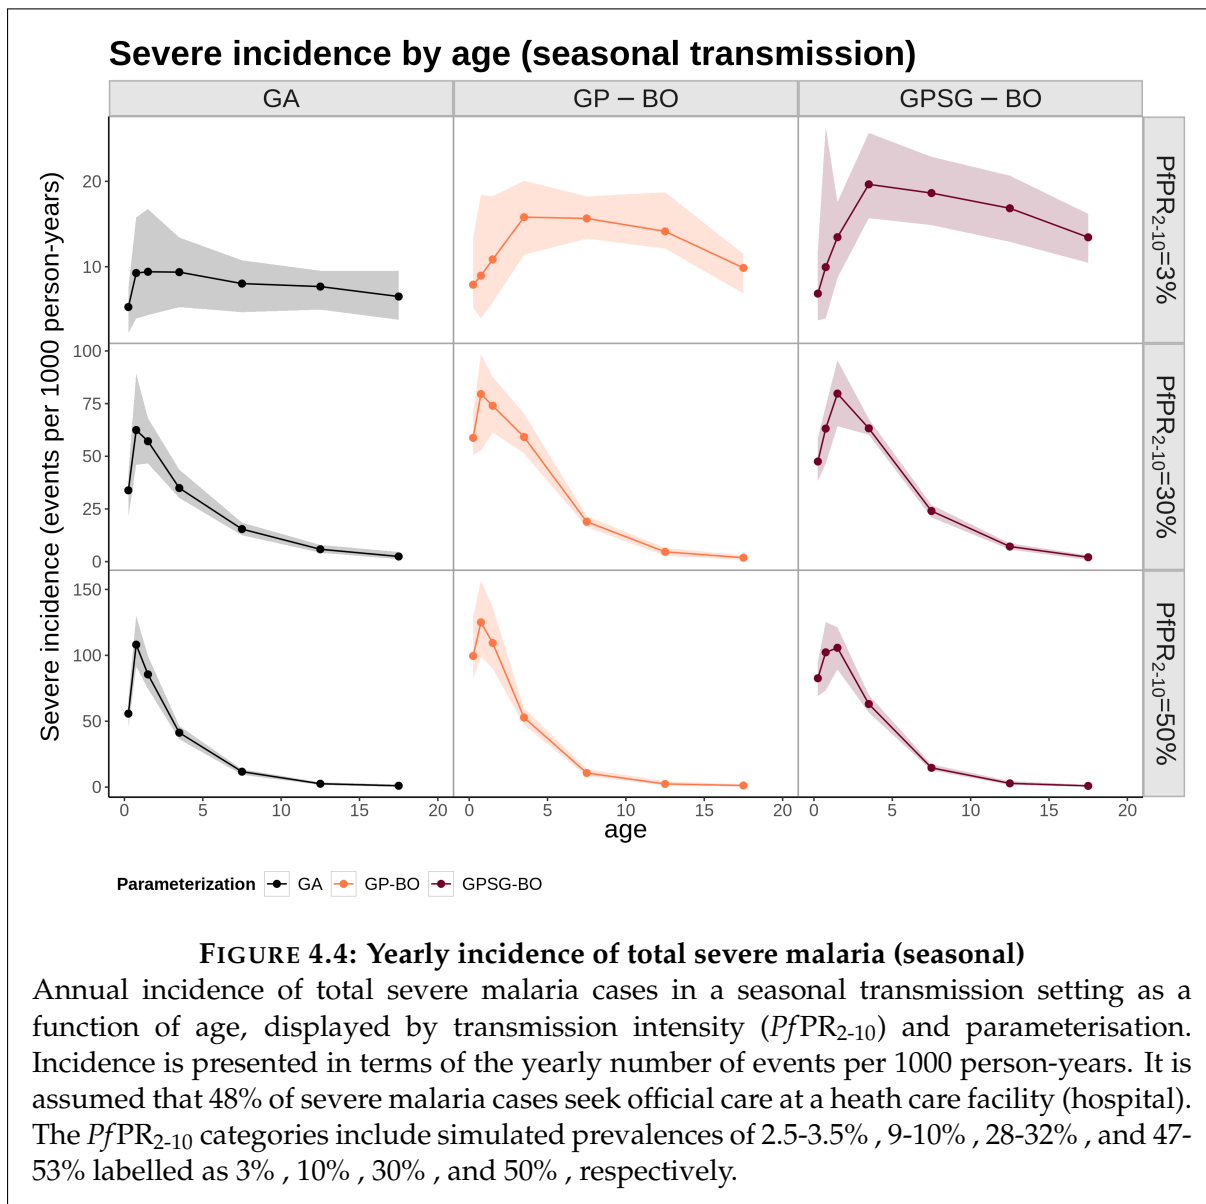 Severe incidence by age (seasonal transmission)
GA
GP − BO
GPSG − BO
Severe incidence (events per 1000 person-years)
20
10
PfPR2-10=3%
100
75
50
25
0
PfPR2-10=30%
150
100
50
0
PfPR2-10=50%
0 5 10 15 20 0 5 10 15 20 0 5 10 15 20
age
Parameterization GA GP-BO GPSG-BO
FIGURE 4.4: Yearly incidence of total severe malaria (seasonal)
Annual incidence of total severe malaria cases in a seasonal transmission setting as a
function of age, displayed by transmission intensity (PfPR2-10) and parameterisation.
Incidence is presented in terms of the yearly number of events per 1000 person-years. It is
assumed that 48% of severe malaria cases seek official care at a heath care facility (hospital).
The PfPR2-10 categories include simulated prevalences of 2.5-3.5% , 9-10% , 28-32% , and 47-
53% labelled as 3% , 10% , 30% , and 50% , respectively.